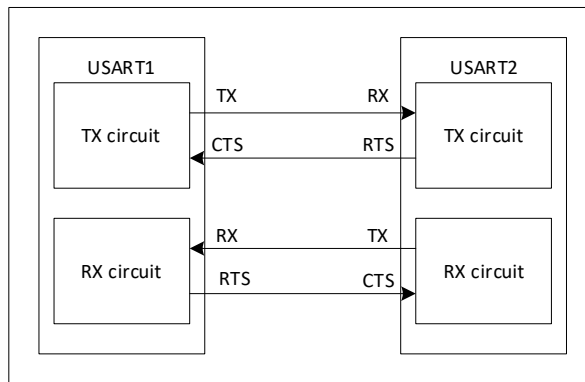 USART1 USART2
TX RX
TX circuit TX circuit
CTS RTS
RX TX
RX circuit RX circuit
RTS CTS